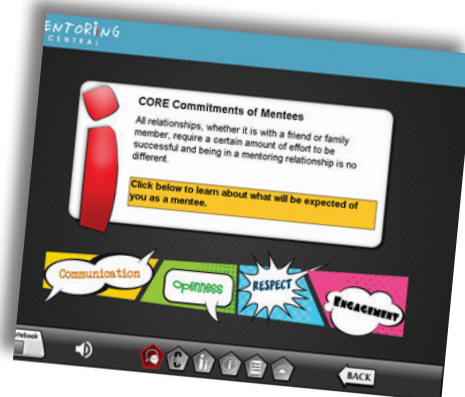 ENTORING
CENTRAL
CORE Commitments of Mentees
All relationships, whether it is with a friend or family
member, require a certain amount of effort to be
successful and being in a mentoring relationship is no
different.
Click below to learn about what will be expected of
you as a mentee.
Communication
Openness
RESPECT
ENGAGEMENT
tebook
BACK